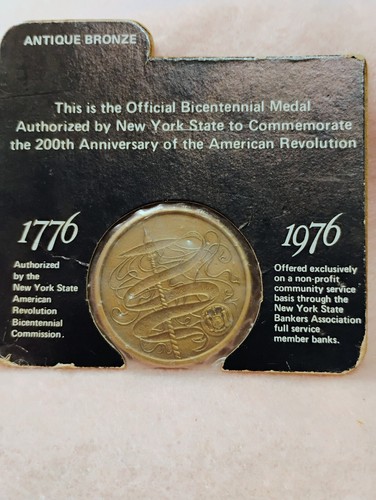 ANTIQUE BRONZE
This is the Official Bicentennial Medal
Authorized by New York State to Commemorate
the 200th Anniversary of the American Revolution
1776
Authorized
by the
New York State
American
Revolution
Bicentennial
Commission.
1976
Offered exclusively
on a non-profit
community service
basis through the
New York State
Bankers Association
full service
member banks.